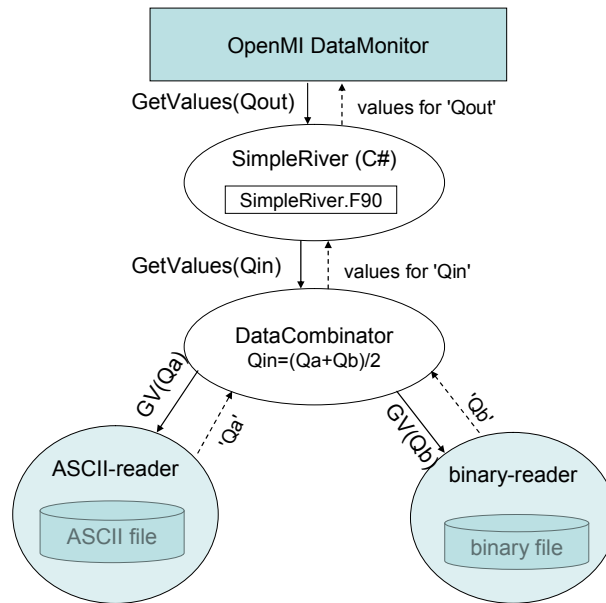 OpenMI DataMonitor
GetValues(Qout)
values for 'Qout'
SimpleRiver (C#)
SimpleRiver.F90
GetValues(Qin)
values for 'Qin'
DataCombinator
Qin=(Qa+Qb)/2
GV(Qa)
'Qa'
GV(Qb)
'Qb'
ASCII-reader
ASCII file
binary-reader
binary file